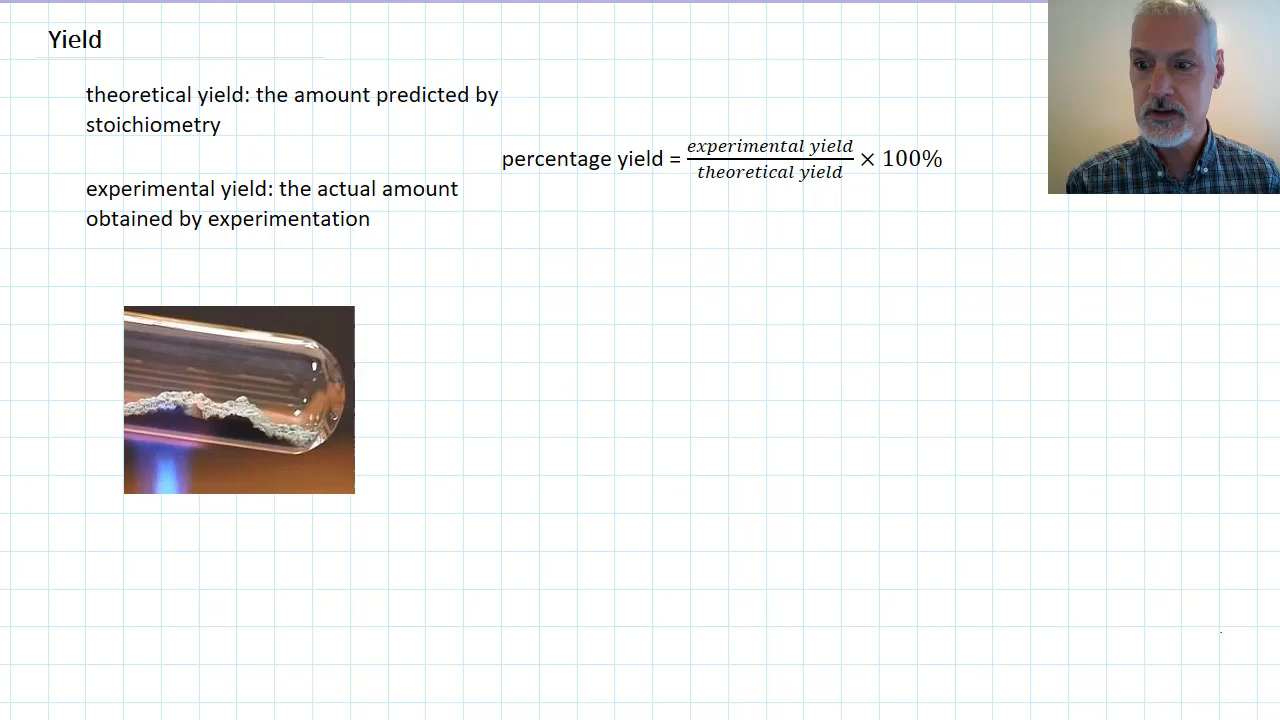 Yield
theoretical yield: the amount predicted by
stoichiometry
percentage yield = experimental yield / theoretical yield × 100%
experimental yield: the actual amount
obtained by experimentation